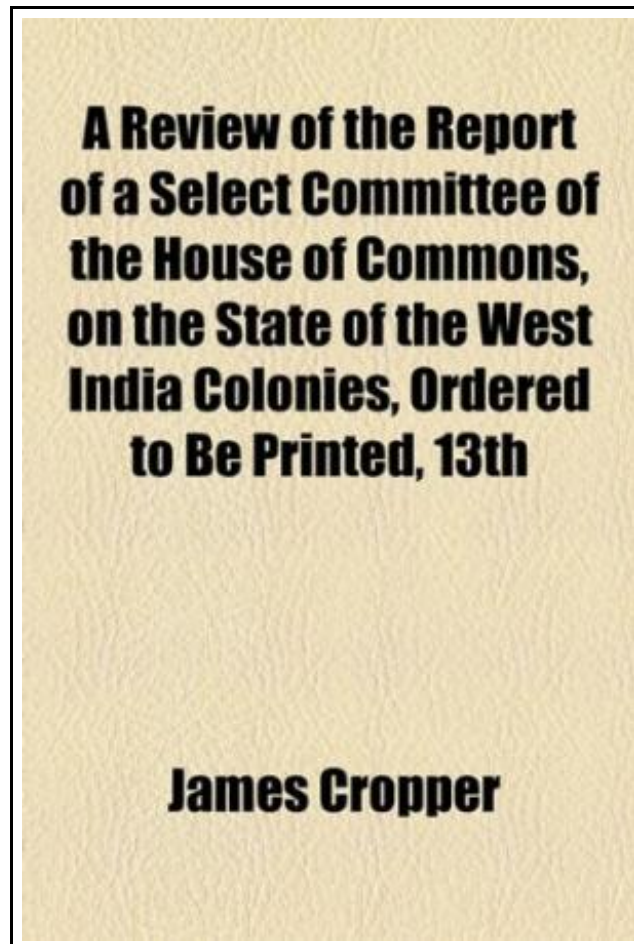 A Review of the Report
of a Select Committee of
the House of Commons,
on the State of the West
India Colonies, Ordered
to Be Printed, 13th
James Cropper